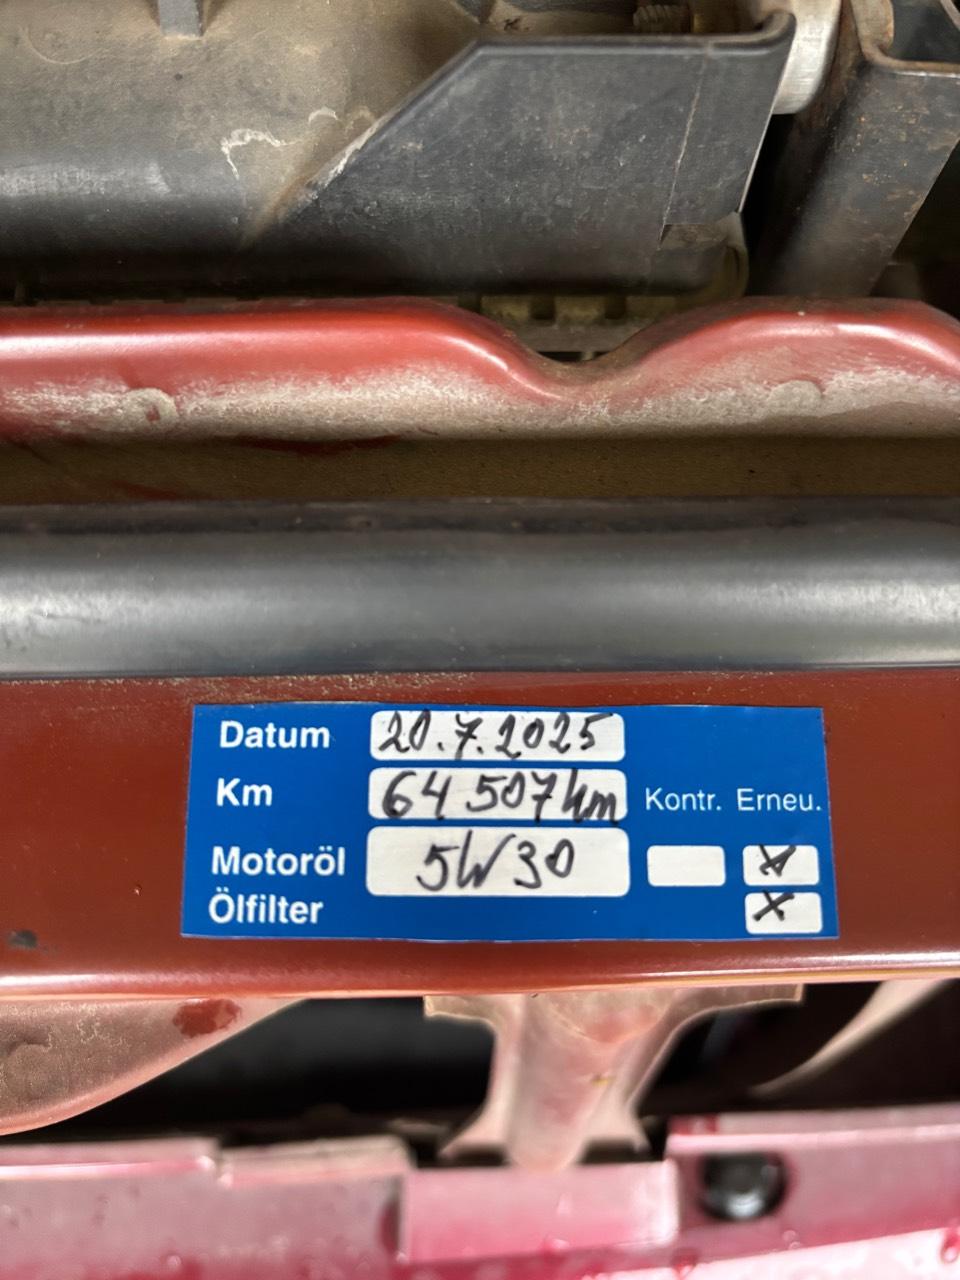 Datum 20.7.2025
Km 64 507 km
Kontr. Erneu.
Motoröl 5W30 X
Ölfilter X